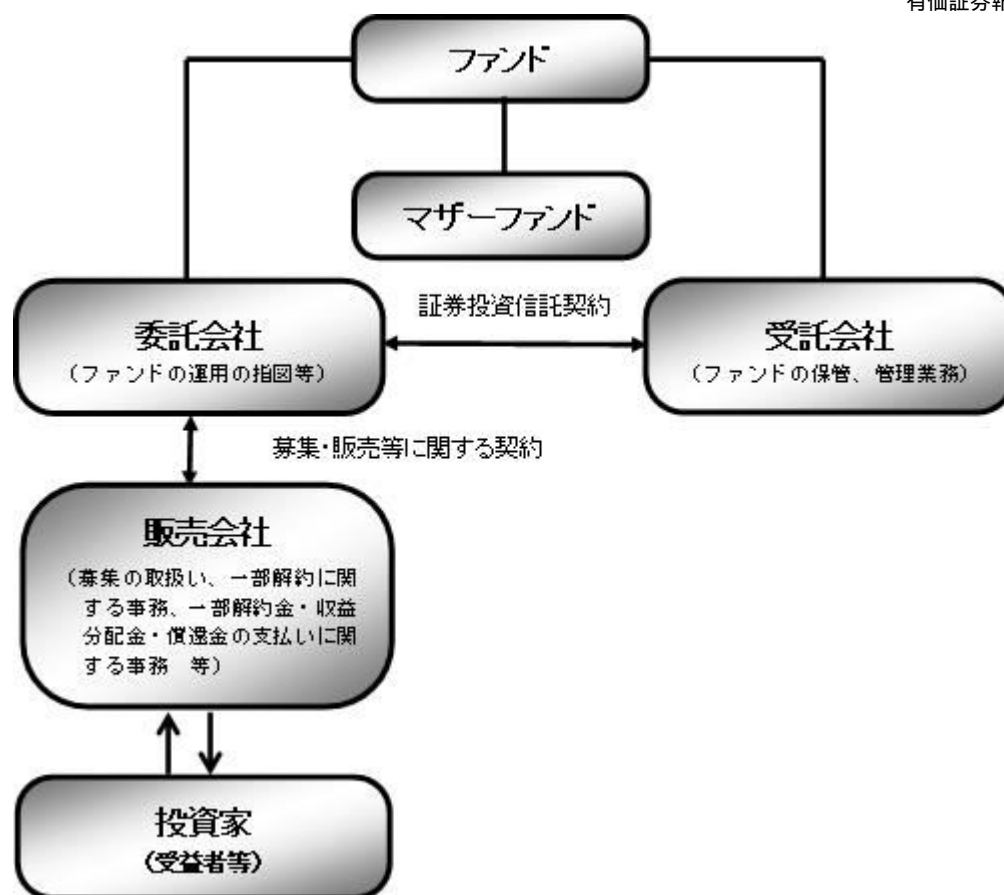 有価証券報
ファンド
マザーファンド
証券投資信託契約
委託会社
(ファンドの運用の指図等)
受託会社
(ファンドの保管、管理業務)
募集・販売等に関する契約
販売会社
(募集の取扱い、一部解約に関
する事務、一部解約金・収益
分配金・償還金の支払いに関
する事務 等)
投資家
(受益者等)